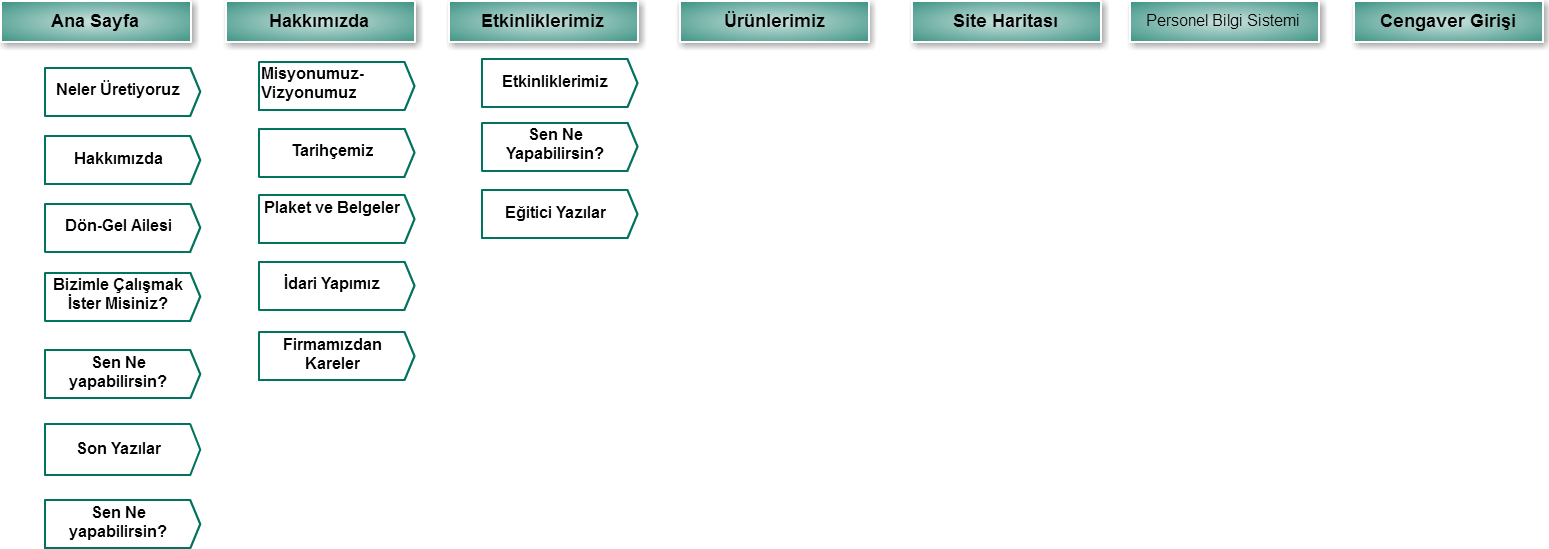 Ana Sayfa
Hakkımızda
Etkinliklerimiz
Ürünlerimiz
Site Haritası
Personel Bilgi Sistemi
Cengaver Girişi
Neler Üretiyoruz
Hakkımızda
Dön-Gel Ailesi
Bizimle Çalışmak
İster Misiniz?
Sen Ne
yapabilirsin?
Son Yazılar
Sen Ne
yapabilirsin?
Misyonumuz-
Vizyonumuz
Tarihçemiz
Plaket ve Belgeler
İdari Yapımız
Firmamızdan
Kareler
Etkinliklerimiz
Sen Ne
Yapabilirsin?
Eğitici Yazılar